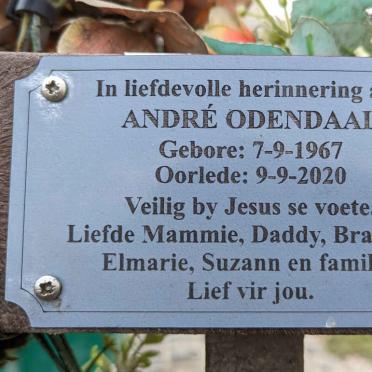 In liefdevolle herinnering a
ANDRÉ ODENDAAL
Gebore: 7-9-1967
Oorlede: 9-9-2020
Veilig by Jesus se voete
Liefde Mammie, Daddy, Bra
Elmarie, Suzann en famil
Lief vir jou.